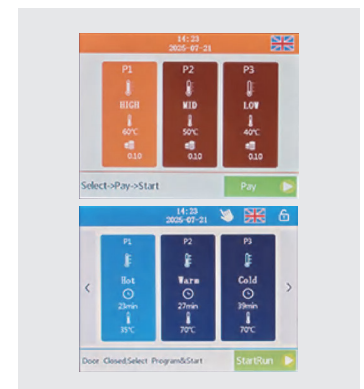 14:23
2025-07-21
P1 P2 P3
HIGH MID LOW
60℃ 50℃ 40℃
0.10 0.10 0.10
Select->Pay->Start Pay
14:23
2025-07-21
P1 P2 P3
Hot Warm Cold
23min 27min 39min
35℃ 70℃ 70℃
Door Closed,Select Program&Start StartRun